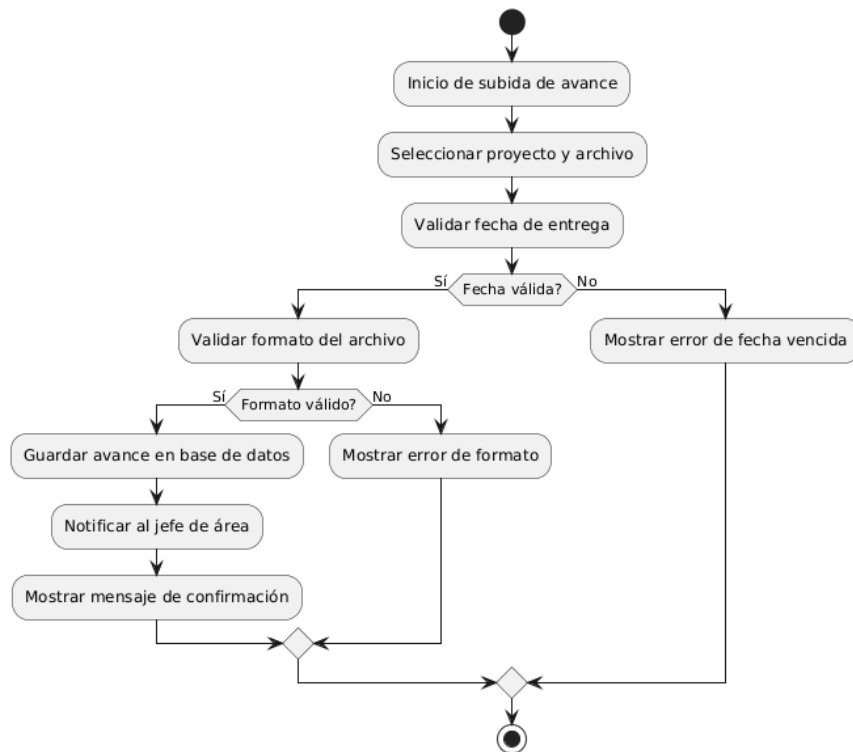 Inicio de subida de avance
Seleccionar proyecto y archivo
Validar fecha de entrega
Sí
Fecha válida?
No
Validar formato del archivo
Mostrar error de fecha vencida
Sí
Formato válido?
No
Guardar avance en base de datos
Mostrar error de formato
Notificar al jefe de área
Mostrar mensaje de confirmación